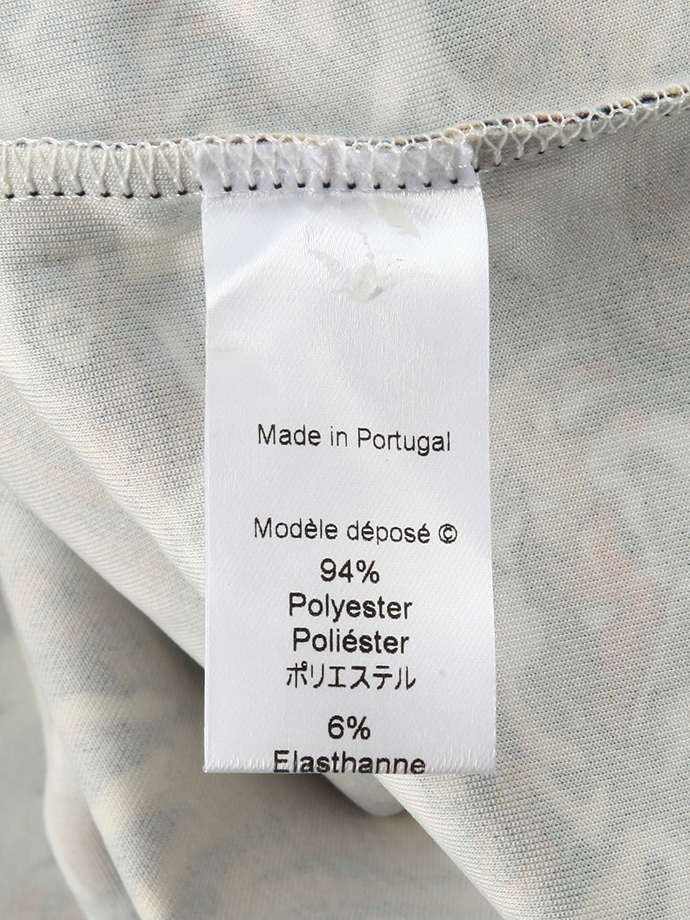 Made in Portugal
Modèle déposé ©
94%
Polyester
Poliéster
ポリエステル
6%
Elasthanne